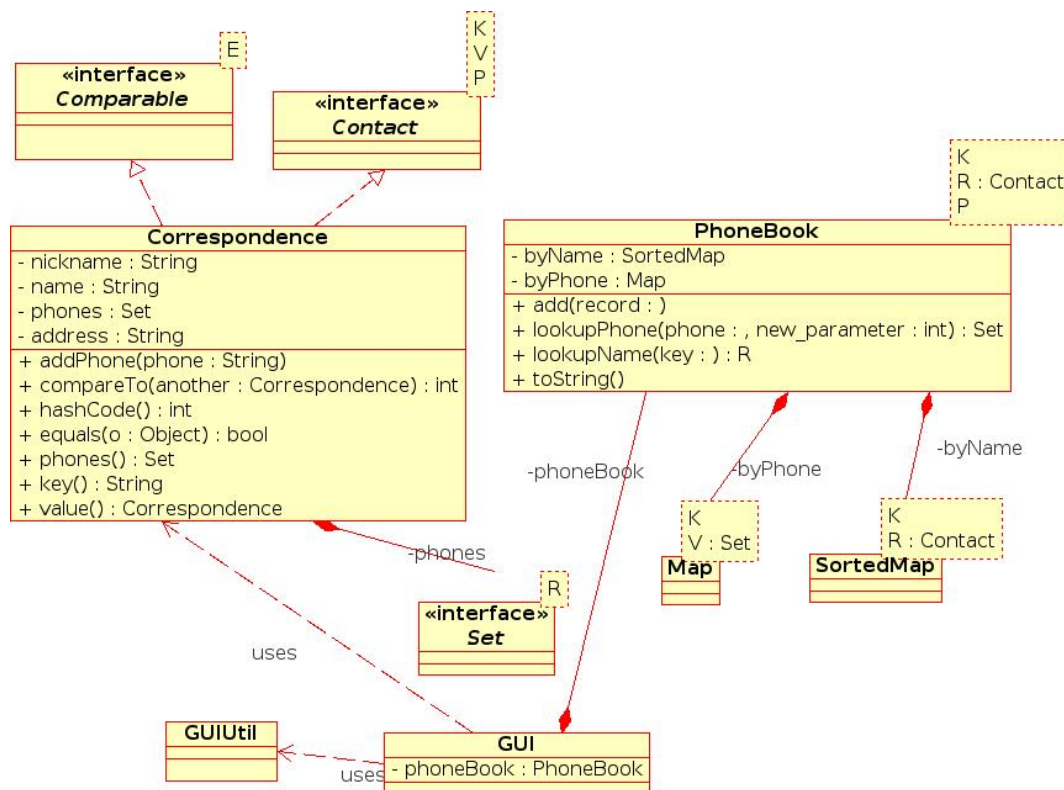 E
«interface»
Comparable
K
V
P
«interface»
Contact
Correspondence
- nickname : String
- name : String
- phones : Set
- address : String
+ addPhone(phone : String)
+ compareTo(another : Correspondence) : int
+ hashCode() : int
+ equals(o : Object) : bool
+ phones() : Set
+ key() : String
+ value() : Correspondence
K
R : Contact
P
PhoneBook
- byName : SortedMap
- byPhone : Map
+ add(record : )
+ lookupPhone(phone : , new_parameter : int) : Set
+ lookupName(key : ) : R
+ toString()
-phoneBook
-byPhone
-byName
-phones
K
V : Set
Map
K
R : Contact
SortedMap
R
«interface»
Set
uses
GUIUtil
uses
GUI
- phoneBook : PhoneBook